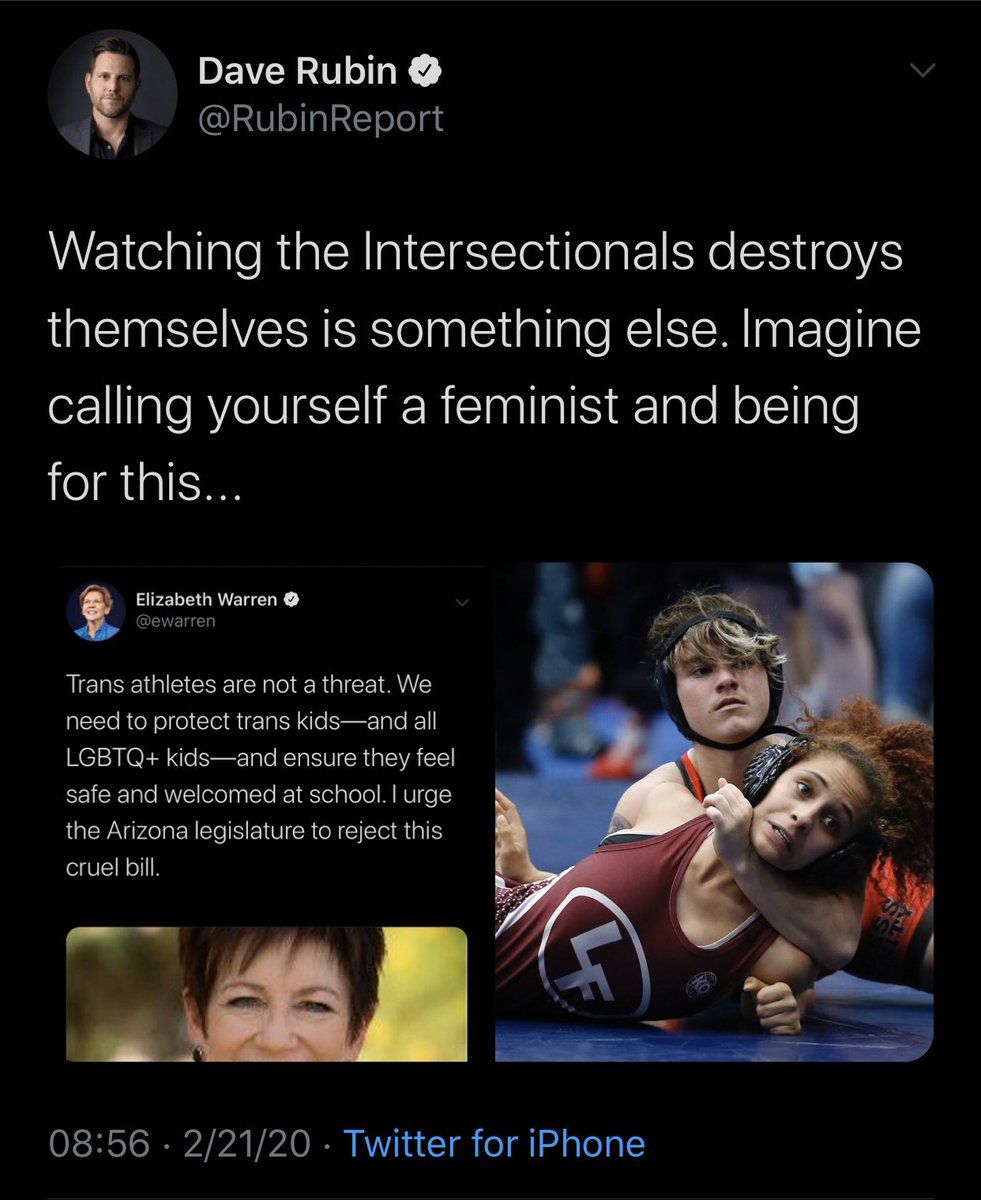 Dave Rubin
@RubinReport
Watching the Intersectionals destroys
themselves is something else. Imagine
calling yourself a feminist and being
for this...
Elizabeth Warren
@ewarren
Trans athletes are not a threat. We
need to protect trans kids—and all
LGBTQ+ kids—and ensure they feel
safe and welcomed at school. I urge
the Arizona legislature to reject this
cruel bill.
LF
08:56 · 2/21/20 · Twitter for iPhone